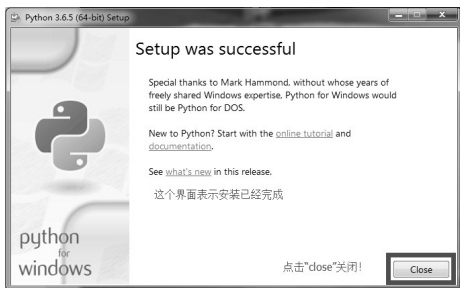 Python 3.6.5 (64-bit) Setup
Setup was successful
Special thanks to Mark Hammond, without whose years of
freely shared Windows expertise, Python for Windows would
still be Python for DOS.
New to Python? Start with the online tutorial and
documentation.
See what's new in this release.
这个界面表示安装已经完成
python
for
windows
点击"close"关闭！
Close